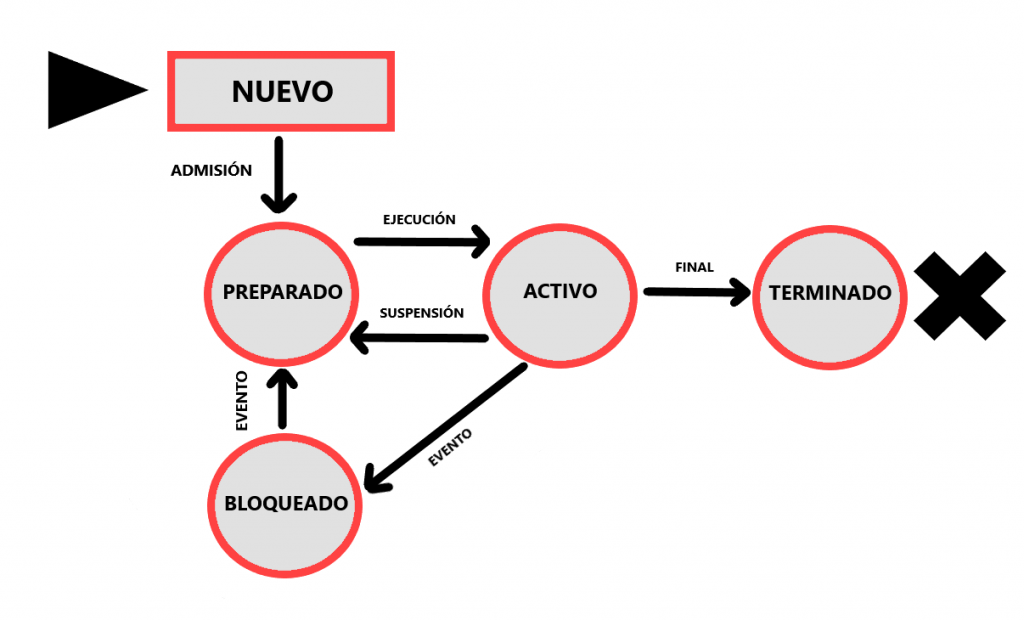 NUEVO
ADMISIÓN
EJECUCIÓN
PREPARADO
ACTIVO
FINAL
TERMINADO
SUSPENSIÓN
EVENTO
EVENTO
BLOQUEADO